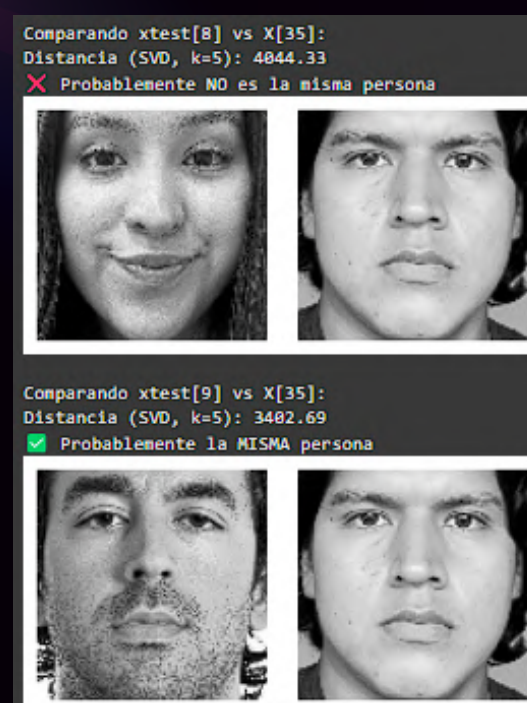 Comparando xtest[8] vs X[35]:
Distancia (SVD, k=5): 4044.33
❌ Probablemente NO es la misma persona
Comparando xtest[9] vs X[35]:
Distancia (SVD, k=5): 3402.69
✅ Probablemente la MISMA persona